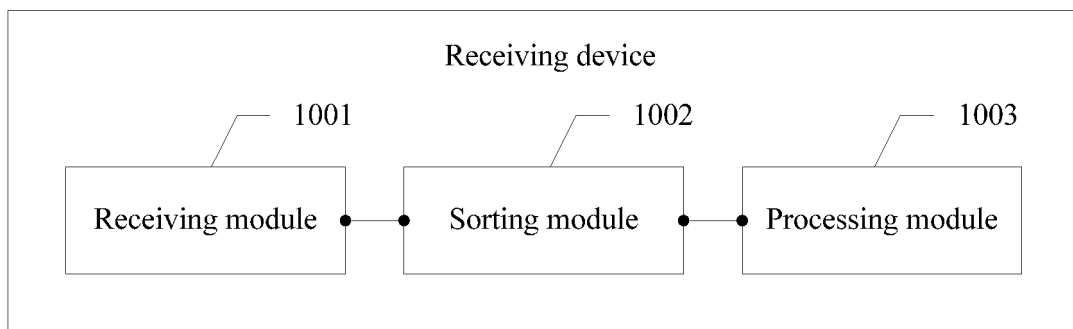 Receiving device
1001
1002
1003
Receiving module
Sorting module
Processing module